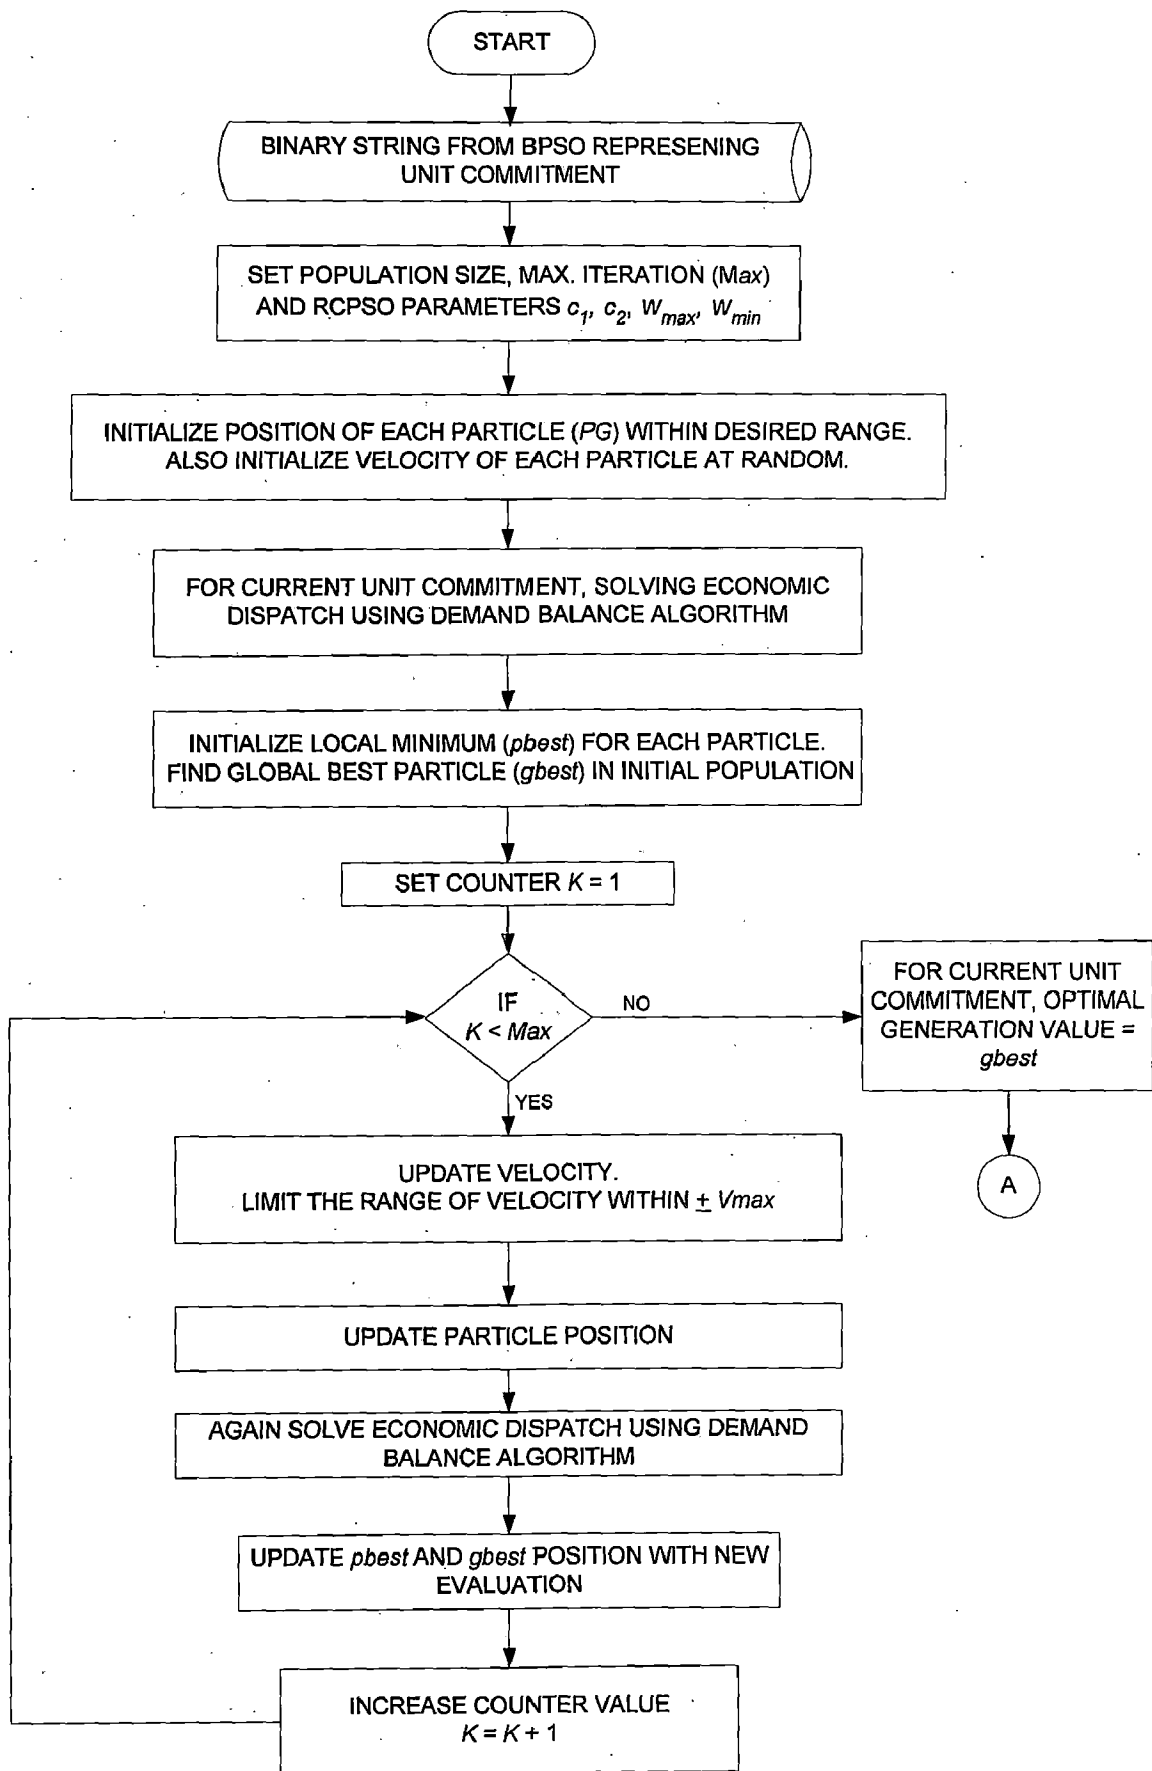 START
BINARY STRING FROM BPSO REPRESENING
UNIT COMMITMENT
SET POPULATION SIZE, MAX. ITERATION (Max)
AND RCPSO PARAMETERS c1, c2, Wmax, Wmin
INITIALIZE POSITION OF EACH PARTICLE (PG) WITHIN DESIRED RANGE.
ALSO INITIALIZE VELOCITY OF EACH PARTICLE AT RANDOM.
FOR CURRENT UNIT COMMITMENT, SOLVING ECONOMIC
DISPATCH USING DEMAND BALANCE ALGORITHM
INITIALIZE LOCAL MINIMUM (pbest) FOR EACH PARTICLE.
FIND GLOBAL BEST PARTICLE (gbest) IN INITIAL POPULATION
SET COUNTER K = 1
IF
K < Max
NO
FOR CURRENT UNIT
COMMITMENT, OPTIMAL
GENERATION VALUE =
gbest
A
YES
UPDATE VELOCITY.
LIMIT THE RANGE OF VELOCITY WITHIN ± Vmax
UPDATE PARTICLE POSITION
AGAIN SOLVE ECONOMIC DISPATCH USING DEMAND
BALANCE ALGORITHM
UPDATE pbest AND gbest POSITION WITH NEW
EVALUATION
INCREASE COUNTER VALUE
K = K + 1